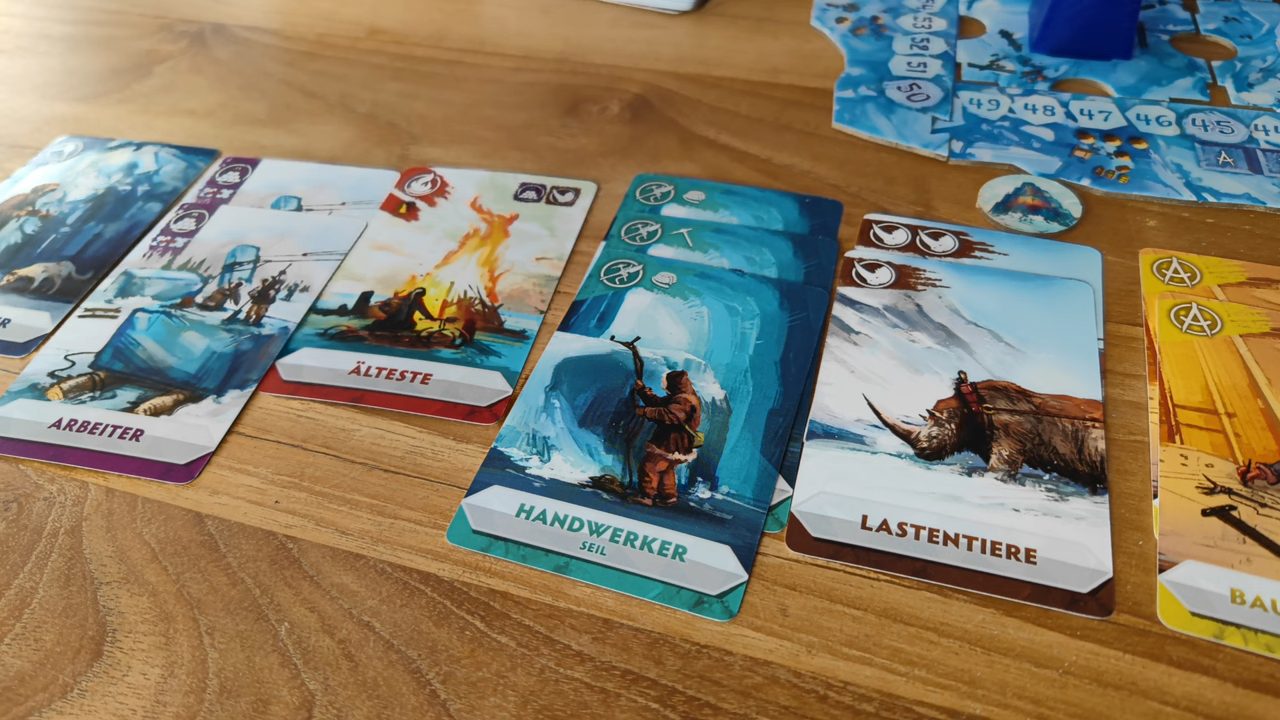 53
52
51
50
49 48 47 46 45
A
ARBEITER
ÄLTESTE
HANDWERKER
SEIL
LASTENTIERE